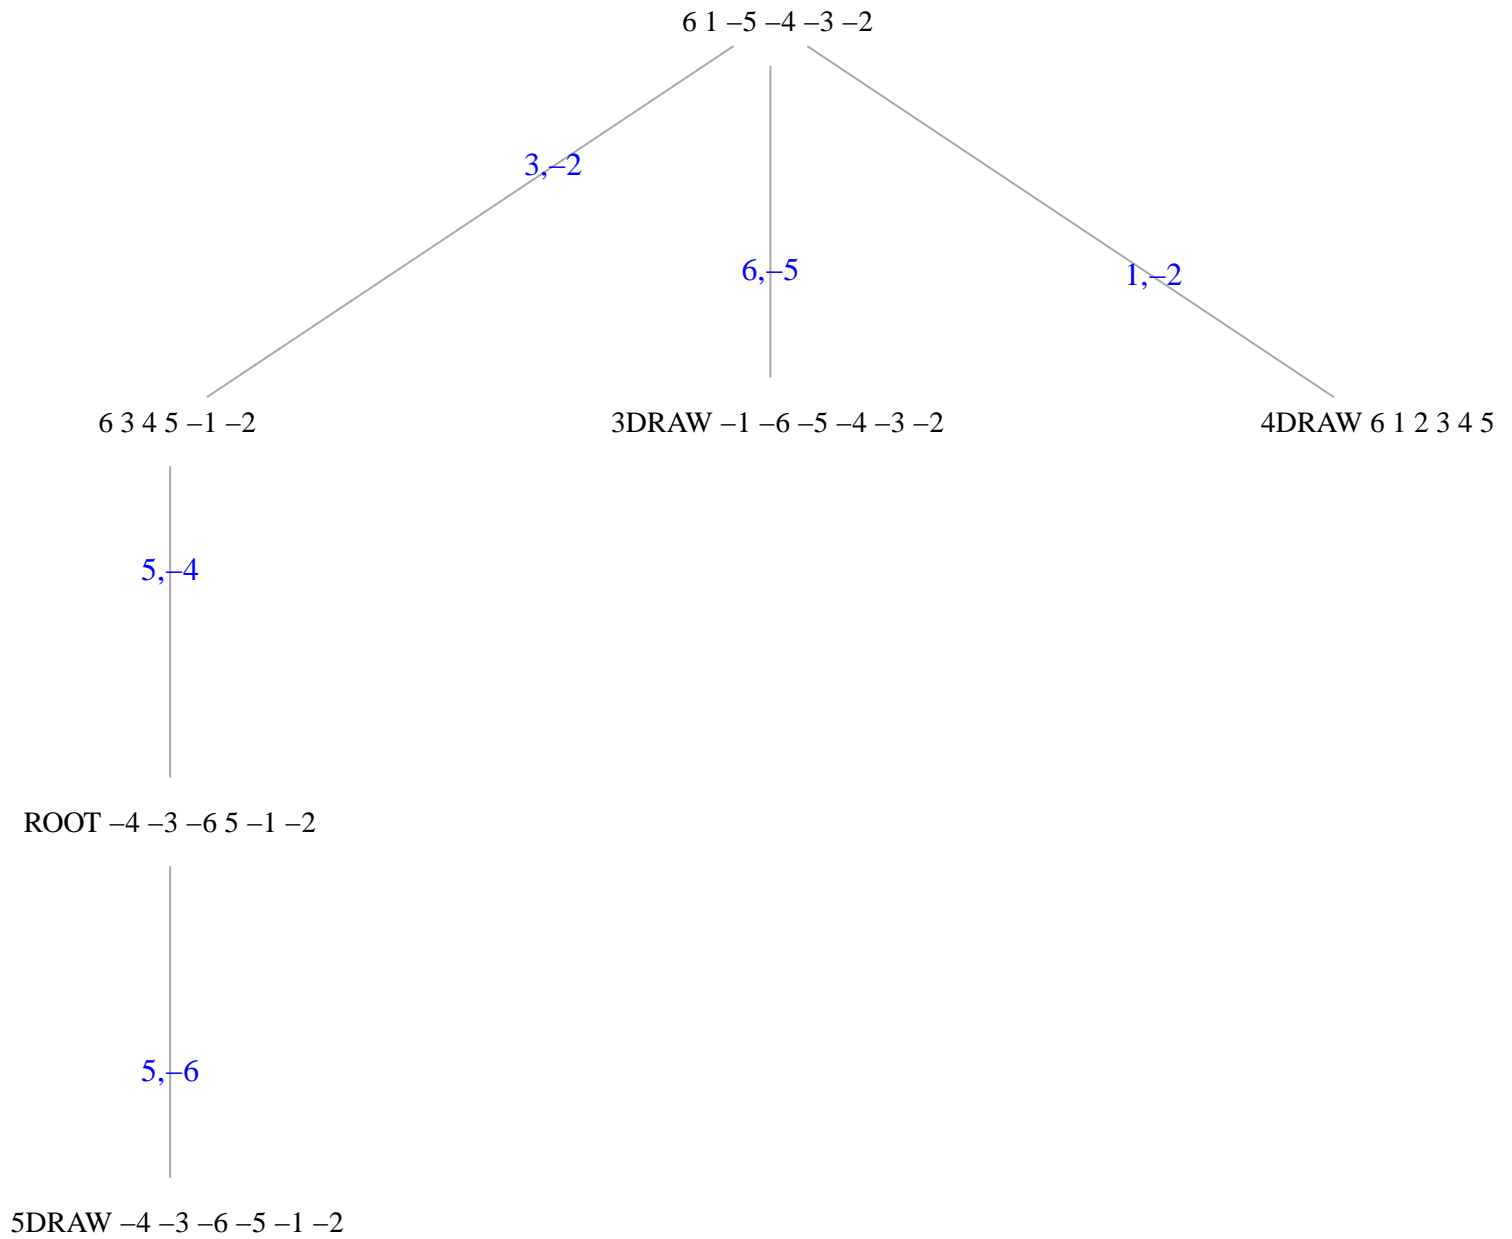 6 1 –5 –4 –3 –2
3,–2
6,–5
1,–2
6 3 4 5 –1 –2
3DRAW –1 –6 –5 –4 –3 –2
4DRAW 6 1 2 3 4 5
5,–4
ROOT –4 –3 –6 5 –1 –2
5,–6
5DRAW –4 –3 –6 –5 –1 –2